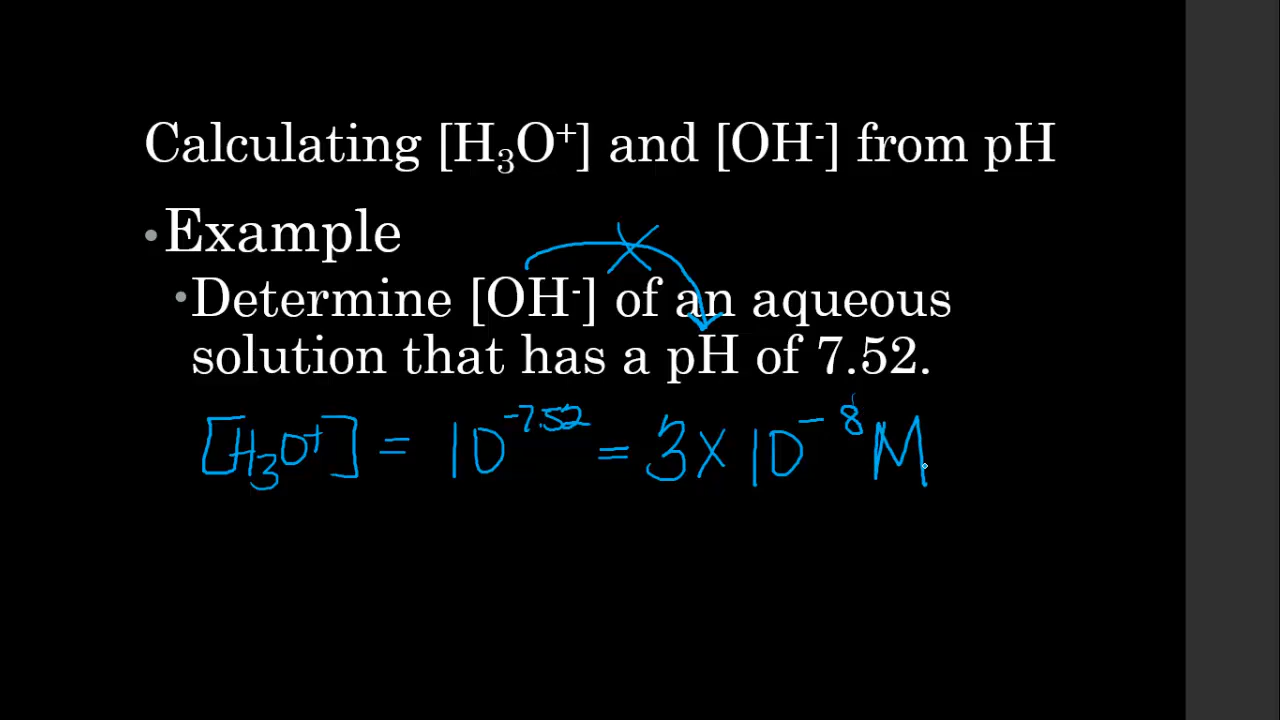 Calculating [H₃O⁺] and [OH⁻] from pH
•Example
•Determine [OH⁻] of an aqueous
solution that has a pH of 7.52.
[H₃O⁺] = 10⁻⁷·⁵² = 3 × 10⁻⁸ M